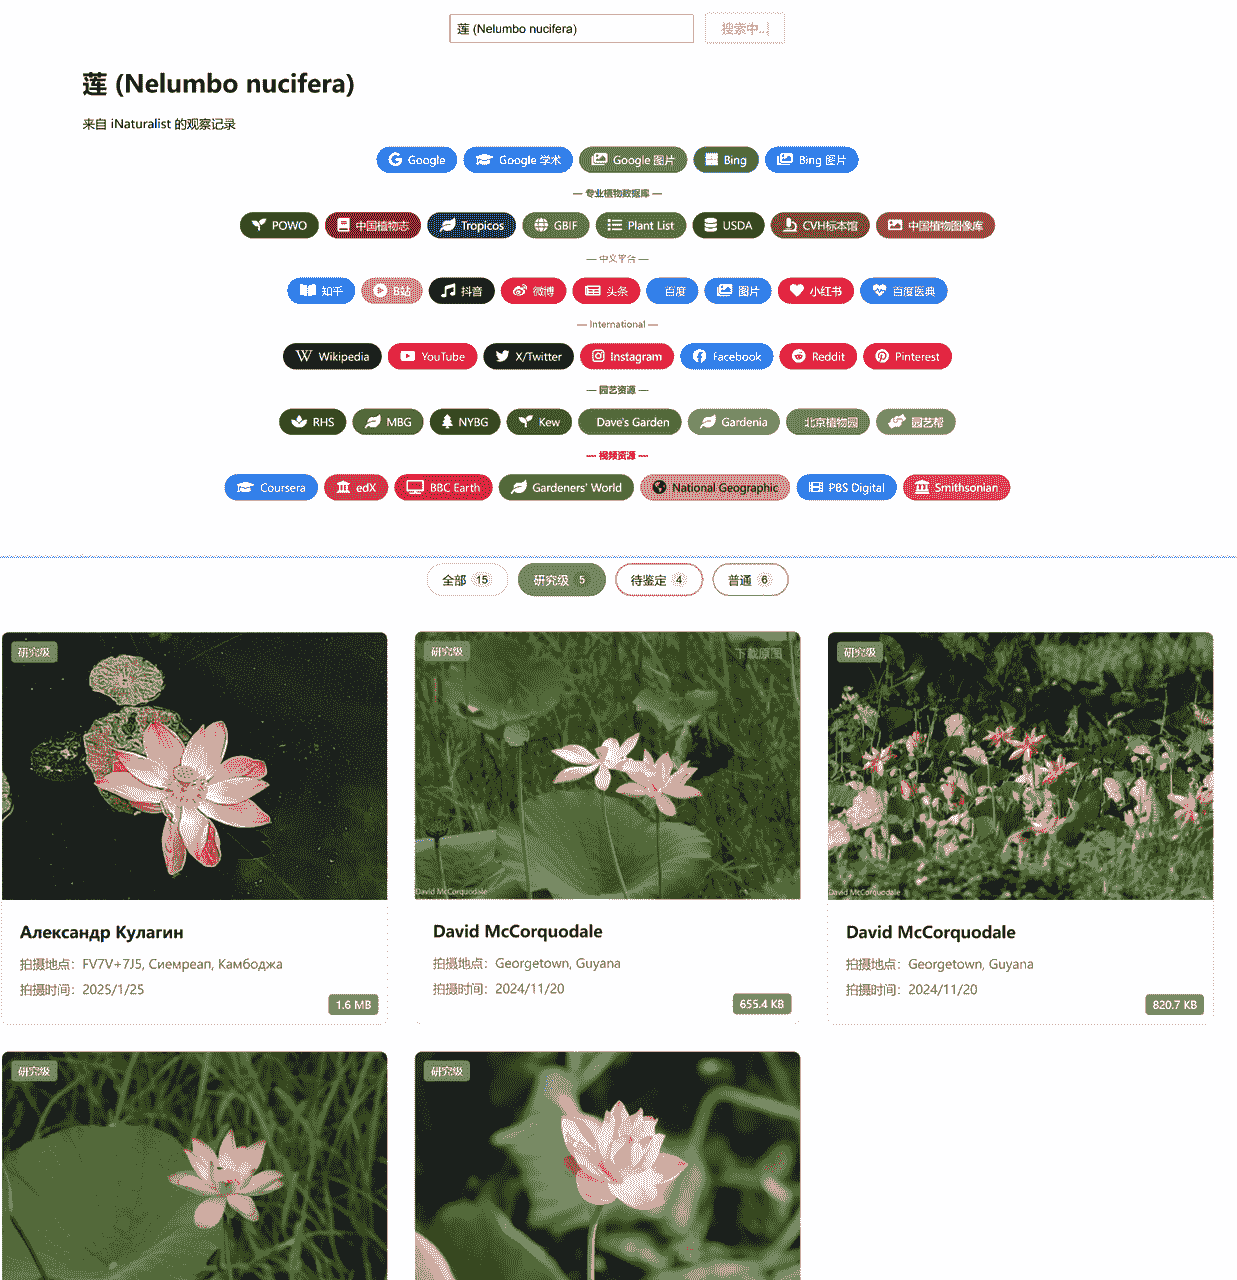 莲 (Nelumbo nucifera)
搜索中...
莲 (Nelumbo nucifera)
来自 iNaturalist 的观察记录
Google Google 学术 Google 图片 Bing Bing 图片
— 专业植物数据库 —
POWO 中国植物志 Tropicos GBIF Plant List USDA CVH标本馆 中国植物图像库
— 中文平台 —
知乎 B站 抖音 微博 头条 百度 图片 小红书 百度医典
— International —
Wikipedia YouTube X/Twitter Instagram Facebook Reddit Pinterest
— 园艺资源 —
RHS MBG NYBG Kew Dave's Garden Gardenia 北京植物园 园艺帮
— 视频资源 —
Coursera edX BBC Earth Gardeners' World National Geographic PBS Digital Smithsonian
全部 15 研究级 5 待鉴定 4 普通 6
研究级
Александр Кулагин
拍摄地点：FV7V+7J5, Сиемреап, Камбоджа
拍摄时间：2025/1/25
1.6 MB
研究级
下载原图
David McCorquodale
David McCorquodale
拍摄地点：Georgetown, Guyana
拍摄时间：2024/11/20
655.4 KB
研究级
David McCorquodale
David McCorquodale
拍摄地点：Georgetown, Guyana
拍摄时间：2024/11/20
820.7 KB
研究级
研究级